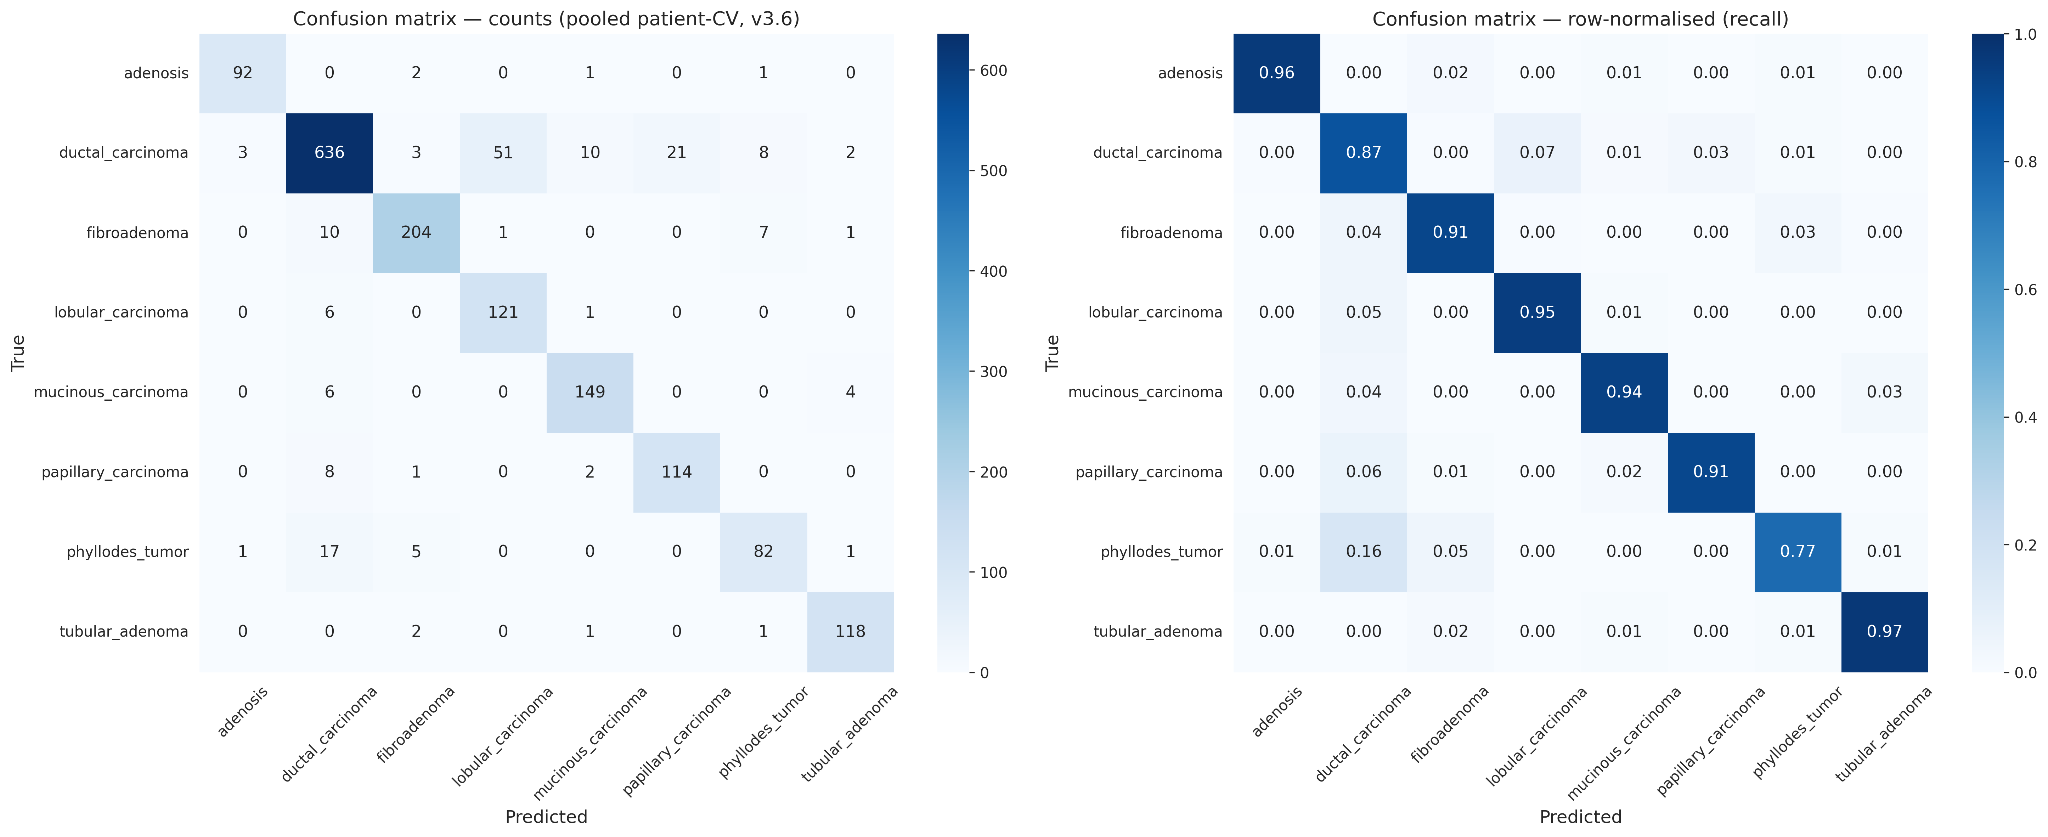 Confusion matrix — counts (pooled patient-CV, v3.6)
True
adenosis 92 0 2 0 1 0 1 0
ductal_carcinoma 3 636 3 51 10 21 8 2
fibroadenoma 0 10 204 1 0 0 7 1
lobular_carcinoma 0 6 0 121 1 0 0 0
mucinous_carcinoma 0 6 0 0 149 0 0 4
papillary_carcinoma 0 8 1 0 2 114 0 0
phyllodes_tumor 1 17 5 0 0 0 82 1
tubular_adenoma 0 0 2 0 1 0 1 118
adenosis ductal_carcinoma fibroadenoma lobular_carcinoma mucinous_carcinoma papillary_carcinoma phyllodes_tumor tubular_adenoma
Predicted
600
500
400
300
200
100
0
Confusion matrix — row-normalised (recall)
True
adenosis 0.96 0.00 0.02 0.00 0.01 0.00 0.01 0.00
ductal_carcinoma 0.00 0.87 0.00 0.07 0.01 0.03 0.01 0.00
fibroadenoma 0.00 0.04 0.91 0.00 0.00 0.00 0.03 0.00
lobular_carcinoma 0.00 0.05 0.00 0.95 0.01 0.00 0.00 0.00
mucinous_carcinoma 0.00 0.04 0.00 0.00 0.94 0.00 0.00 0.03
papillary_carcinoma 0.00 0.06 0.01 0.00 0.02 0.91 0.00 0.00
phyllodes_tumor 0.01 0.16 0.05 0.00 0.00 0.00 0.77 0.01
tubular_adenoma 0.00 0.00 0.02 0.00 0.01 0.00 0.01 0.97
adenosis ductal_carcinoma fibroadenoma lobular_carcinoma mucinous_carcinoma papillary_carcinoma phyllodes_tumor tubular_adenoma
Predicted
1.0
0.8
0.6
0.4
0.2
0.0